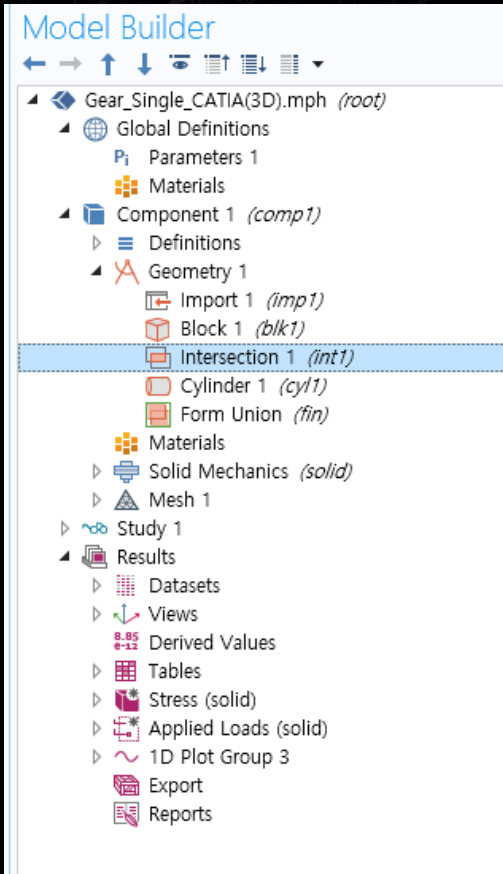 Model Builder
Gear_Single_CATIA(3D).mph (root)
Global Definitions
Pi Parameters 1
Materials
Component 1 (comp1)
Definitions
Geometry 1
Import 1 (imp1)
Block 1 (blk1)
Intersection 1 (int1)
Cylinder 1 (cyl1)
Form Union (fin)
Materials
Solid Mechanics (solid)
Mesh 1
Study 1
Results
Datasets
Views
8.85
e-12
Derived Values
Tables
Stress (solid)
Applied Loads (solid)
1D Plot Group 3
Export
Reports